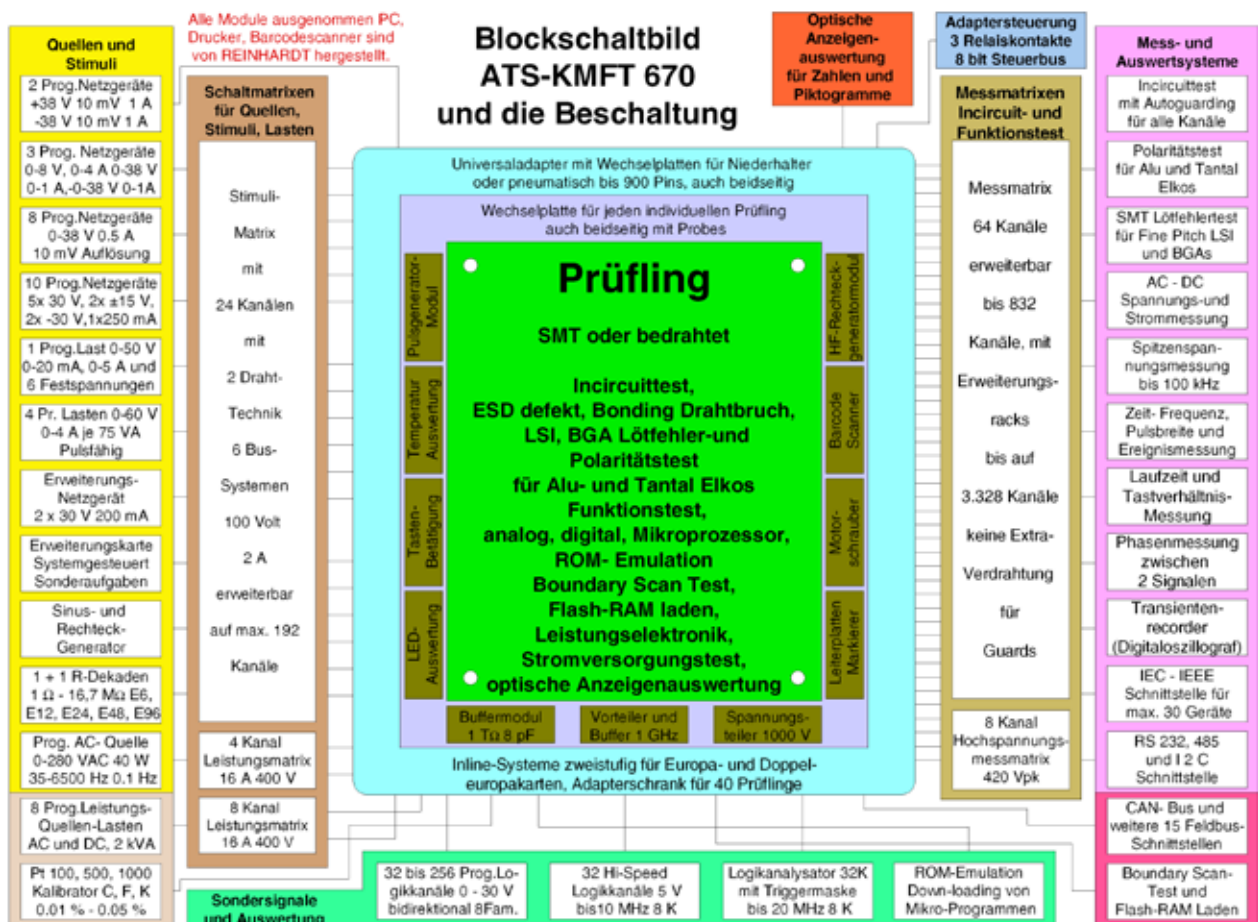 Alle Module ausgenommen PC,
Drucker, Barcodescanner sind
von REINHARDT hergestellt.
Blockschaltbild
ATS-KMFT 670
und die Beschaltung
Optische
Anzeigen-
auswertung
für Zahlen und
Piktogramme
Adaptersteuerung
3 Relaiskontakte
8 bit Steuerbus
Quellen und
Stimuli
2 Prog.Netzgeräte
+38 V 10 mV 1 A
-38 V 10 mV 1 A
3 Prog. Netzgeräte
0-8 V, 0-4 A 0-38 V
0-1 A,-0-38 V 0-1A
8 Prog.Netzgeräte
0-38 V 0.5 A
10 mV Auflösung
10 Prog.Netzgeräte
5x 30 V, 2x ±15 V,
2x -30 V,1x250 mA
1 Prog.Last 0-50 V
0-20 mA, 0-5 A und
6 Festspannungen
4 Pr. Lasten 0-60 V
0-4 A je 75 VA
Pulsfähig
Erweiterungs-
Netzgerät
2 x 30 V 200 mA
Erweiterungskarte
Systemgesteuert
Sonderaufgaben
Sinus- und
Rechteck-
Generator
1 + 1 R-Dekaden
1 Ω - 16,7 MΩ E6,
E12, E24, E48, E96
Prog. AC- Quelle
0-280 VAC 40 W
35-6500 Hz 0.1 Hz
8 Prog.Leistungs-
Quellen-Lasten
AC und DC, 2 kVA
Pt 100, 500, 1000
Kalibrator C, F, K
0.01 % - 0.05 %
Schaltmatrixen
für Quellen,
Stimuli, Lasten
Stimuli-
Matrix
mit
24 Kanälen
mit
2 Draht-
Technik
6 Bus-
Systemen
100 Volt
2 A
erweiterbar
auf max. 192
Kanäle
4 Kanal
Leistungsmatrix
16 A 400 V
8 Kanal
Leistungsmatrix
16 A 400 V
Universaladapter mit Wechselplatten für Niederhalter
oder pneumatisch bis 900 Pins, auch beidseitig
Wechselplatte für jeden individuellen Prüfling
auch beidseitig mit Probes
Pulsgenerator-
Modul
Temperatur
Auswertung
Tasten-
Betätigung
LED-
Auswertung
Prüfling
SMT oder bedrahtet
Incircuittest,
ESD defekt, Bonding Drahtbruch,
LSI, BGA Lötfehler-und
Polaritätstest
für Alu- und Tantal Elkos
Funktionstest,
analog, digital, Mikroprozessor,
ROM- Emulation
Boundary Scan Test,
Flash-RAM laden,
Leistungselektronik,
Stromversorgungstest,
optische Anzeigenauswertung
HF-Rechteck-
generatormodul
Barcode
Scanner
Motor-
schrauber
Leiterplatten
Markierer
Buffermodul
1 TΩ 8 pF
Vorteiler und
Buffer 1 GHz
Spannungs-
teiler 1000 V
Inline-Systeme zweistufig für Europa- und Doppel-
europakarten, Adapterschrank für 40 Prüflinge
Messmatrixen
Incircuit- und
Funktionstest
Messmatrix
64 Kanäle
erweiterbar
bis 832
Kanäle, mit
Erweiterungs-
racks
bis auf
3.328 Kanäle
keine Extra-
Verdrahtung
für
Guards
8 Kanal
Hochspannungs-
messmatrix
420 Vpk
Mess- und
Auswertsysteme
Incircuittest
mit Autoguarding
für alle Kanäle
Polaritätstest
für Alu und Tantal
Elkos
SMT Lötfehlertest
für Fine Pitch LSI
und BGAs
AC - DC
Spannungs-und
Strommessung
Spitzenspan-
nungsmessung
bis 100 kHz
Zeit- Frequenz,
Pulsbreite und
Ereignismessung
Laufzeit und
Tastverhältnis-
Messung
Phasenmessung
zwischen
2 Signalen
Transienten-
recorder
(Digitaloszillograf)
IEC - IEEE
Schnittstelle für
max. 30 Geräte
RS 232, 485
und I 2 C
Schnittstelle
CAN- Bus und
weitere 15 Feldbus-
Schnittstellen
Boundary Scan-
Test und
Flash-RAM Laden
Sondersignale
und Auswertung
32 bis 256 Prog.Lo-
gikkanäle 0 - 30 V
bidirektional 8Fam.
32 Hi-Speed
Logikkanäle 5 V
bis10 MHz 8 K
Logikanalysator 32K
mit Triggermaske
bis 20 MHz 8 K
ROM-Emulation
Down-loading von
Mikro-Programmen